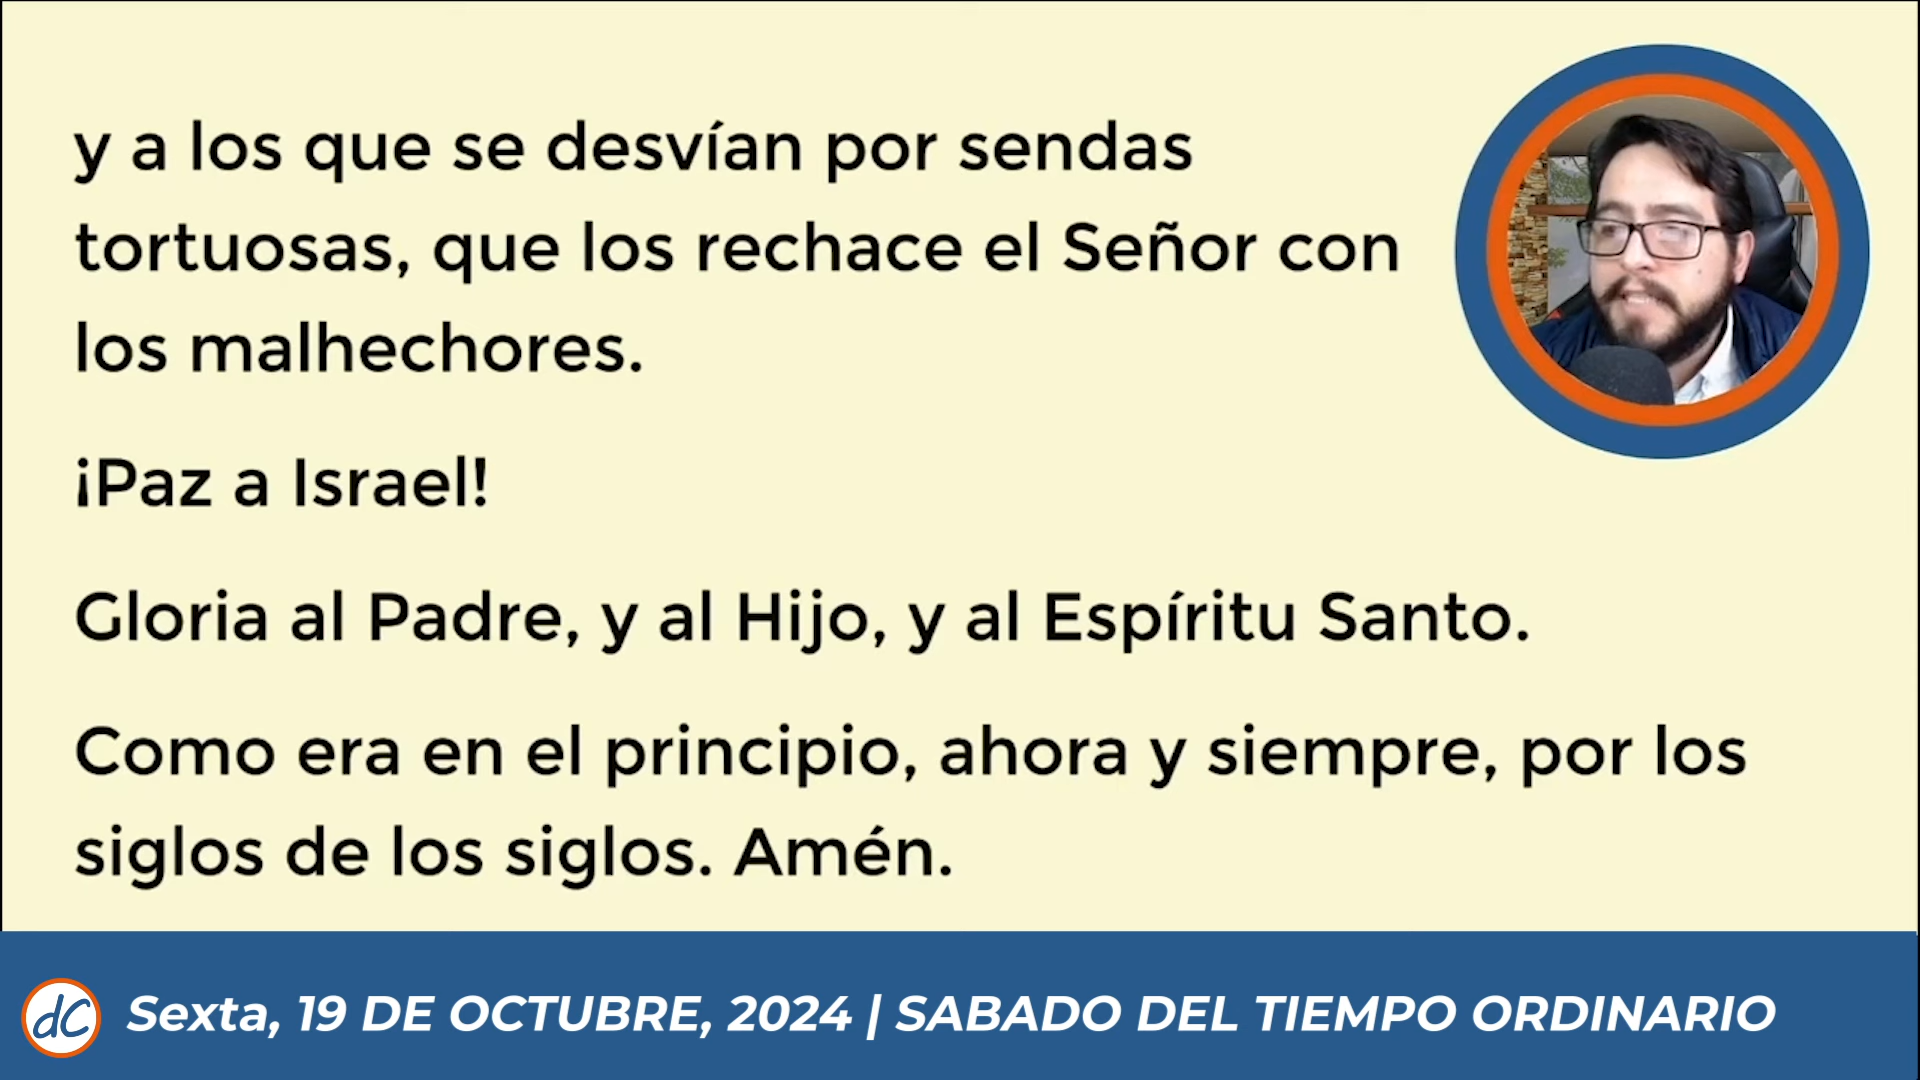 y a los que se desvían por sendas
tortuosas, que los rechace el Señor con
los malhechores.
¡Paz a Israel!
Gloria al Padre, y al Hijo, y al Espíritu Santo.
Como era en el principio, ahora y siempre, por los
siglos de los siglos. Amén.
dC Sexta, 19 DE OCTUBRE, 2024 | SABADO DEL TIEMPO ORDINARIO